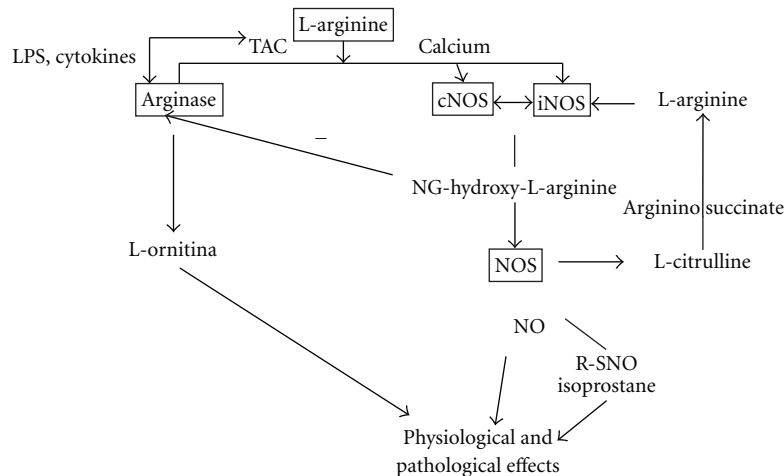 L-arginine
LPS, cytokines
TAC
Calcium
Arginase
cNOS
iNOS
L-arginine
–
NG-hydroxy-L-arginine
Arginino succinate
L-ornitina
NOS
L-citrulline
NO
R-SNO
isoprostane
Physiological and
pathological effects